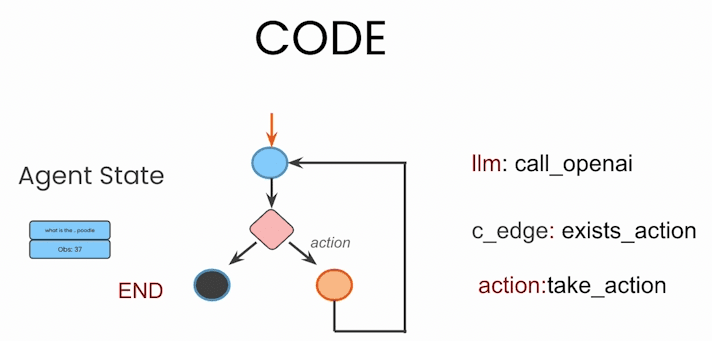 CODE
Agent State
what is the .. poodle
Obs: 37
END
action
llm: call_openai
c_edge: exists_action
action:take_action